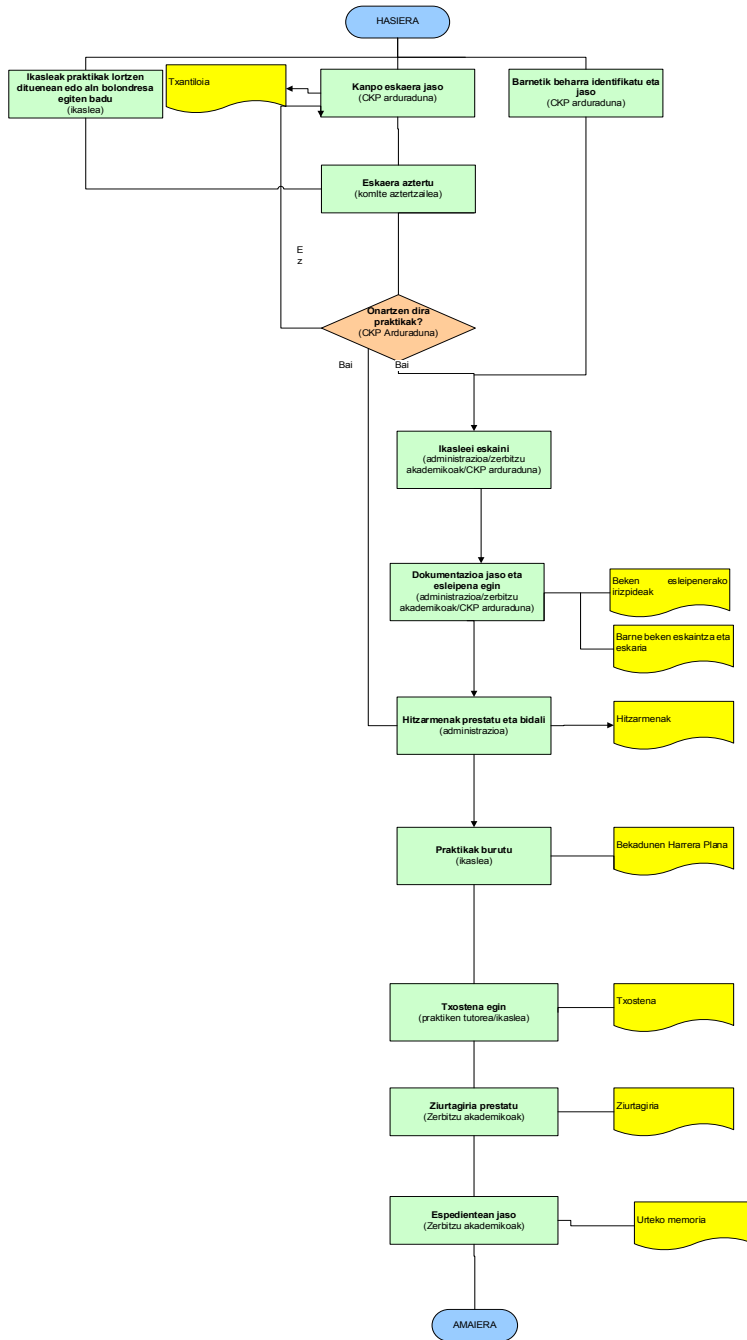 HASIERA
Ikasleak praktikak lortzen
dituenean edo aln bolondresa
egiten badu
(ikaslea)
Txantiloia
Kanpo eskaera jaso
(CKP arduraduna)
Barnetik beharra identifikatu eta
jaso
(CKP arduraduna)
Eskaera aztertu
(komIte aztertzailea)
E
z
Onartzen dira
praktikak?
(CKP Arduraduna)
Bai
Bai
Ikasleei eskaini
(administrazioa/zerbitzu
akademikoak/CKP arduraduna)
Dokumentazioa jaso eta
esleipena egin
(administrazioa/zerbitzu
akademikoak/CKP arduraduna)
Beken esleipenerako
irizpideak
Barne beken eskaintza eta
eskaria
Hitzarmenak prestatu eta bidali
(administrazioa)
Hitzarmenak
Praktikak burutu
(ikaslea)
Bekadunen Harrera Plana
Txostena egin
(praktiken tutorea/ikaslea)
Txostena
Ziurtagiria prestatu
(Zerbitzu akademikoak)
Ziurtagiria
Espedientean jaso
(Zerbitzu akademikoak)
Urteko memoria
AMAIERA